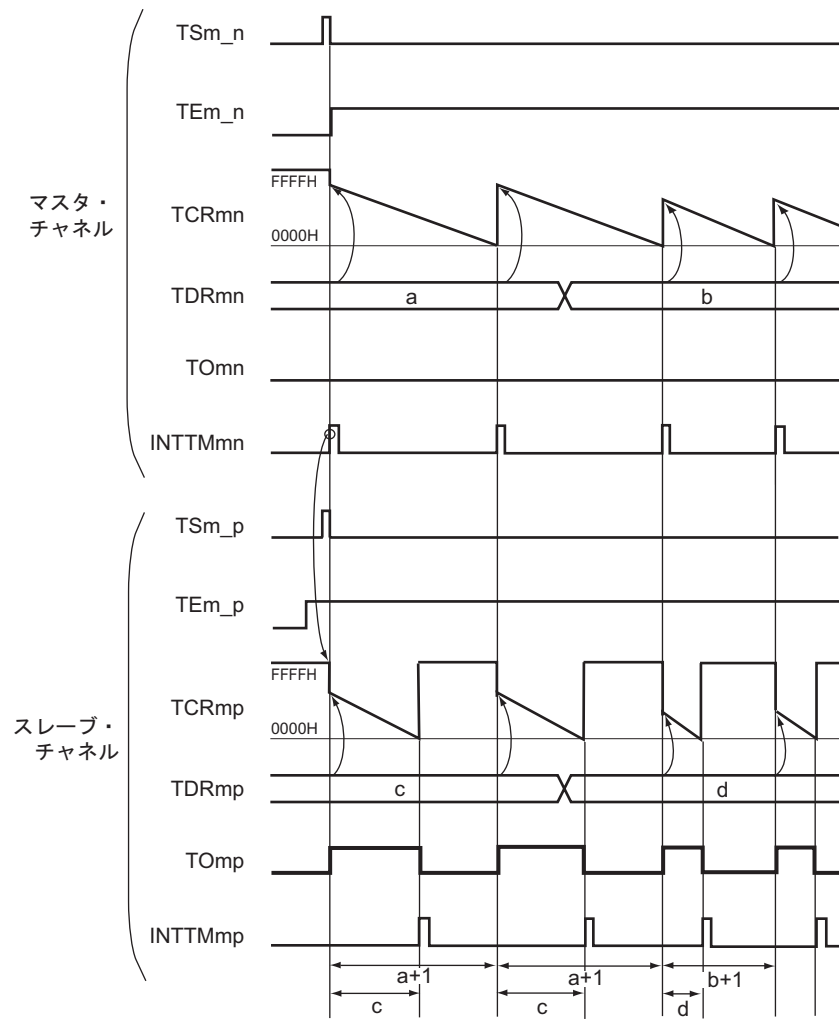 TSm_n
TEm_n
マスタ・
チャネル
FFFFH
TCRmn
0000H
TDRmn
a
b
TOmn
INTTMmn
TSm_p
TEm_p
スレーブ・
チャネル
FFFFH
TCRmp
0000H
TDRmp
c
d
TOmp
INTTMmp
a+1
a+1
b+1
c
c
d